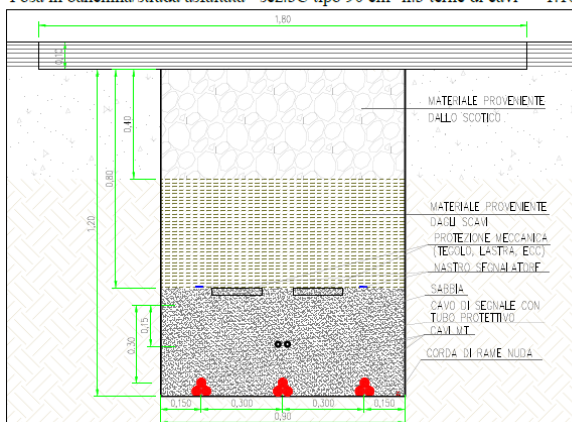 1,80
0,10
MATERIALE PROVENIENTE
DALLO SCOTICO
0,40
0,80
1,20
MATERIALE PROVENIENTE
DAGLI SCAVI
PROTEZIONE MECCANICA
(TEGOLO, LASTRA, ECC)
NASTRO SEGNALATORE
SABBIA
CAVO DI SEGNALE CON
TUBO PROTETTIVO
CAVI MT
CORDA DI RAME NUDA
0,15
0,30
0,150
0,300
0,300
0,150
0,90